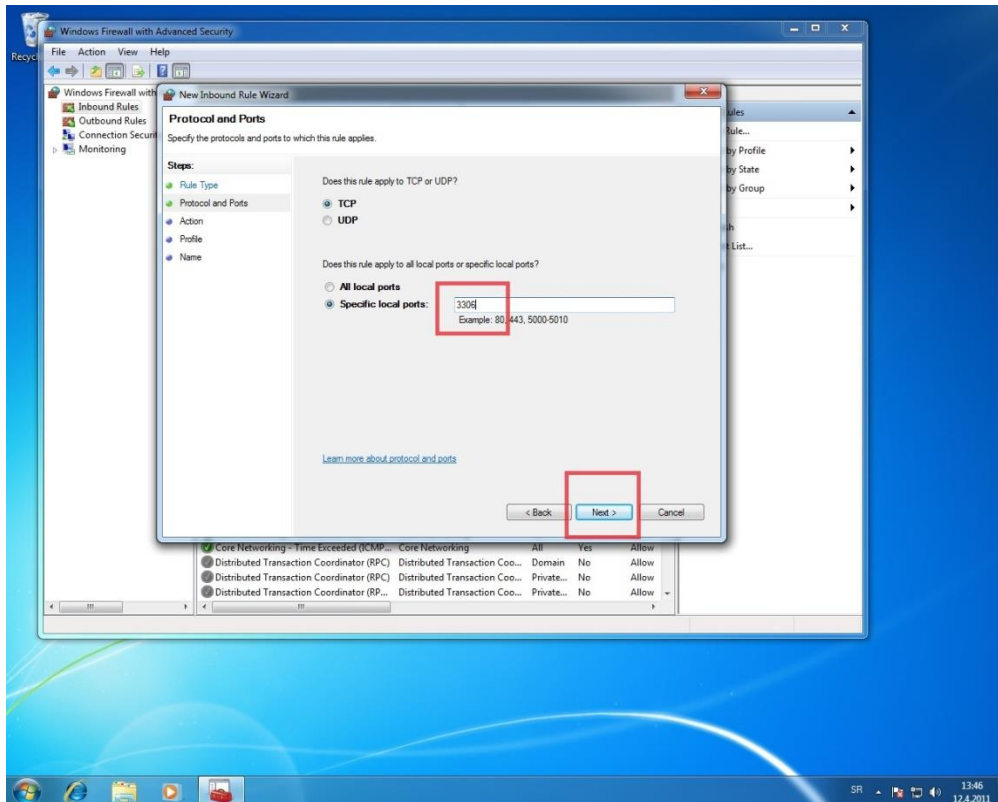 Windows Firewall with Advanced Security
File Action View Help
Windows Firewall with
Inbound Rules
Outbound Rules
Connection Securit
Monitoring
New Inbound Rule Wizard
Protocol and Ports
Specify the protocols and ports to which this rule applies.
Steps:
Rule Type
Protocol and Ports
Action
Profile
Name
Does this rule apply to TCP or UDP?
TCP
UDP
Does this rule apply to all local ports or specific local ports?
All local ports
Specific local ports: 3306
Example: 80, 443, 5000-5010
Learn more about protocol and ports
< Back Next > Cancel
ules
Rule...
by Profile
by State
by Group
h
t List...
Core Networking - Time Exceeded (ICMP... Core Networking All Yes Allow
Distributed Transaction Coordinator (RPC) Distributed Transaction Coo... Domain No Allow
Distributed Transaction Coordinator (RPC) Distributed Transaction Coo... Private... No Allow
Distributed Transaction Coordinator (RP... Distributed Transaction Coo... Private... No Allow
Recycl
SR 13:46
12.4.2011